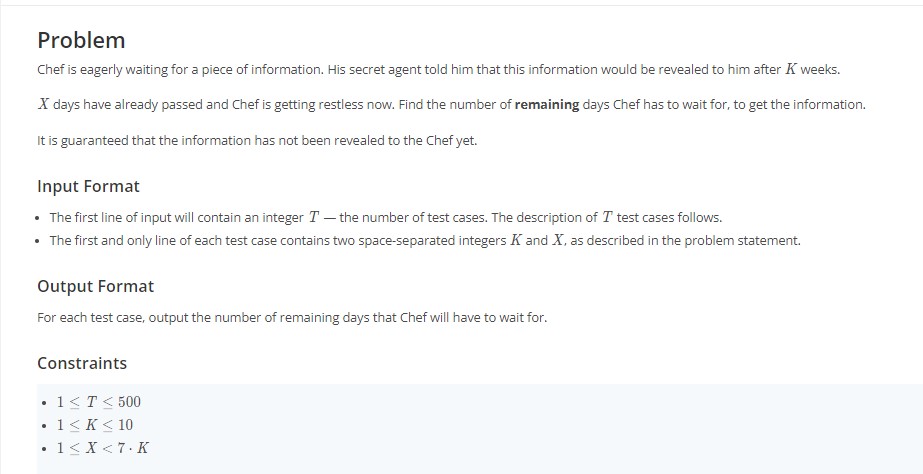 Problem
Chef is eagerly waiting for a piece of information. His secret agent told him that this information would be revealed to him after K weeks.
X days have already passed and Chef is getting restless now. Find the number of remaining days Chef has to wait for, to get the information.
It is guaranteed that the information has not been revealed to the Chef yet.
Input Format
• The first line of input will contain an integer T — the number of test cases. The description of T test cases follows.
• The first and only line of each test case contains two space-separated integers K and X, as described in the problem statement.
Output Format
For each test case, output the number of remaining days that Chef will have to wait for.
Constraints
• 1 ≤ T ≤ 500
• 1 ≤ K ≤ 10
• 1 ≤ X < 7 · K